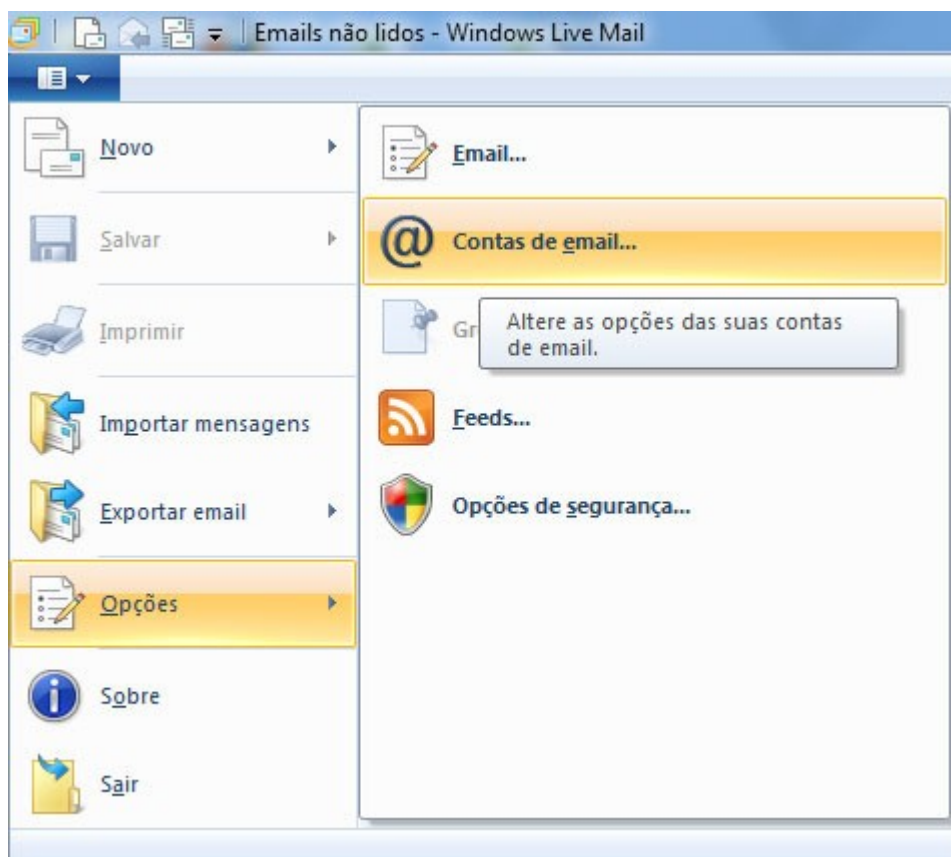 Emails não lidos - Windows Live Mail
Novo
Salvar
Imprimir
Importar mensagens
Exportar email
Opções
Sobre
Sair
Email...
Contas de email...
Gr
Altere as opções das suas contas
de email.
Feeds...
Opções de segurança...